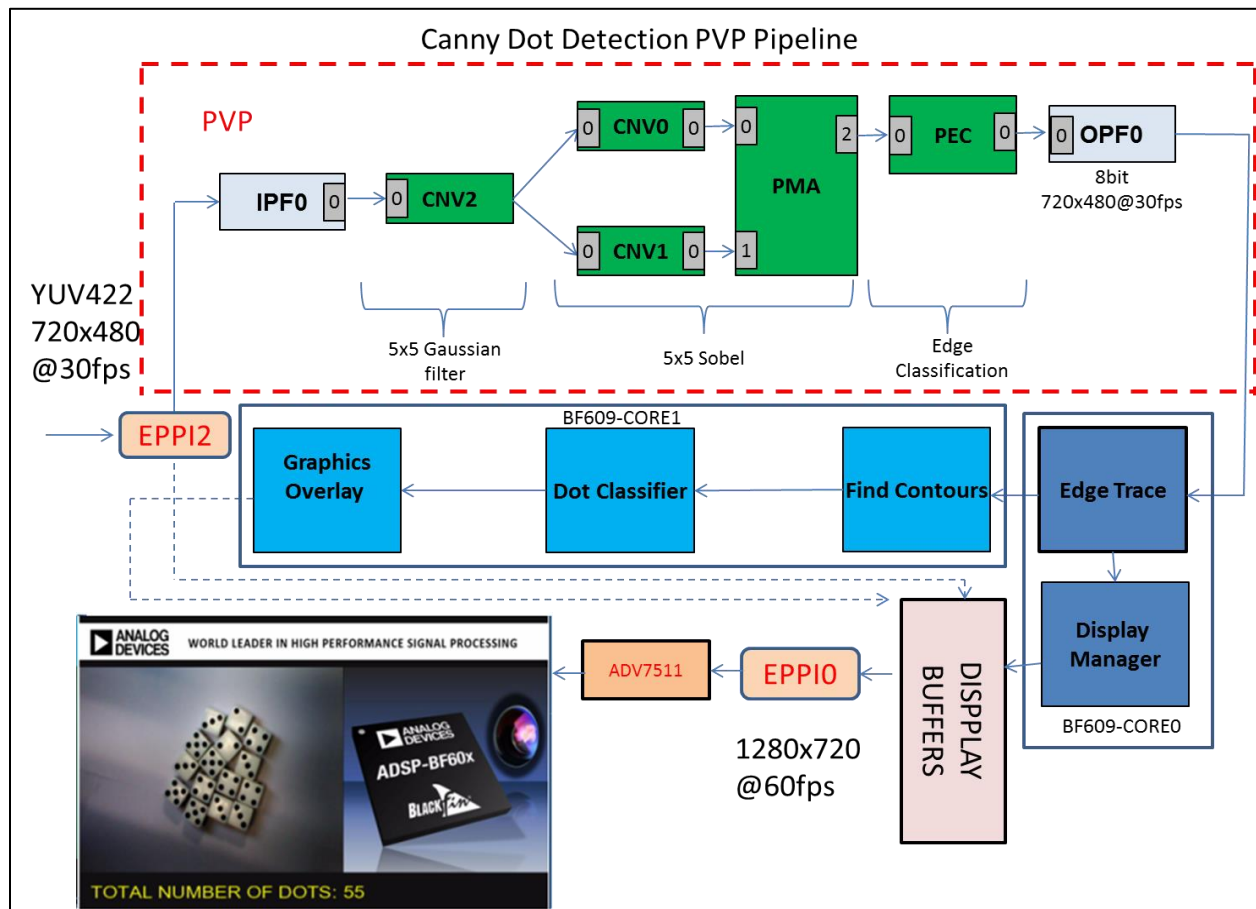 Canny Dot Detection PVP Pipeline
PVP
IPF0
0
0
CNV2
0
CNV0
0
0
CNV1
0
0
1
PMA
2
0
PEC
0
0
OPF0
8bit
720x480@30fps
YUV422
720x480
@30fps
5x5 Gaussian
filter
5x5 Sobel
Edge
Classification
EPPI2
BF609-CORE1
Graphics
Overlay
Dot Classifier
Find Contours
Edge Trace
Display
Manager
BF609-CORE0
DISPPLAY
BUFFERS
EPPI0
1280x720
@60fps
ADV7511
ANALOG
DEVICES
WORLD LEADER IN HIGH PERFORMANCE SIGNAL PROCESSING
ANALOG
DEVICES
ADSP-BF60x
BLACKfin
TOTAL NUMBER OF DOTS: 55